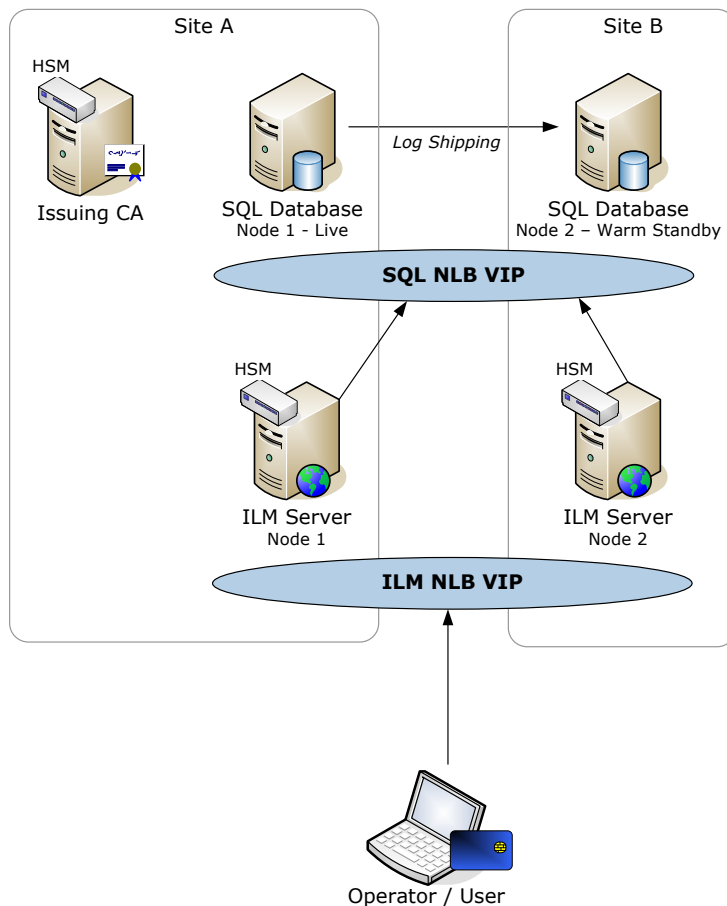 Site A
Site B
HSM
Log Shipping
Issuing CA
SQL Database
Node 1 - Live
SQL Database
Node 2 – Warm Standby
SQL NLB VIP
HSM
HSM
ILM Server
Node 1
ILM Server
Node 2
ILM NLB VIP
Operator / User